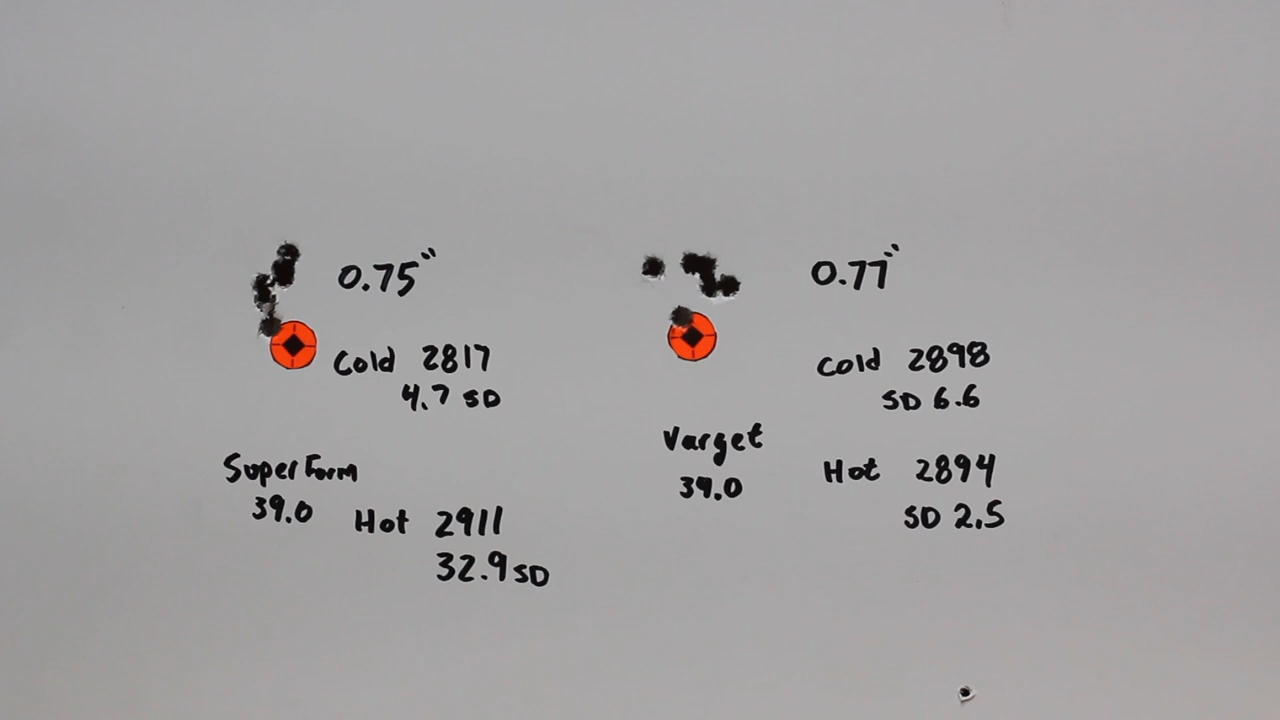 0.75"
Cold 2817
4.7 SD
SuperForm
39.0
Hot 2911
32.9 SD
0.77"
Cold 2898
SD 6.6
Varget
39.0
Hot 2894
SD 2.5